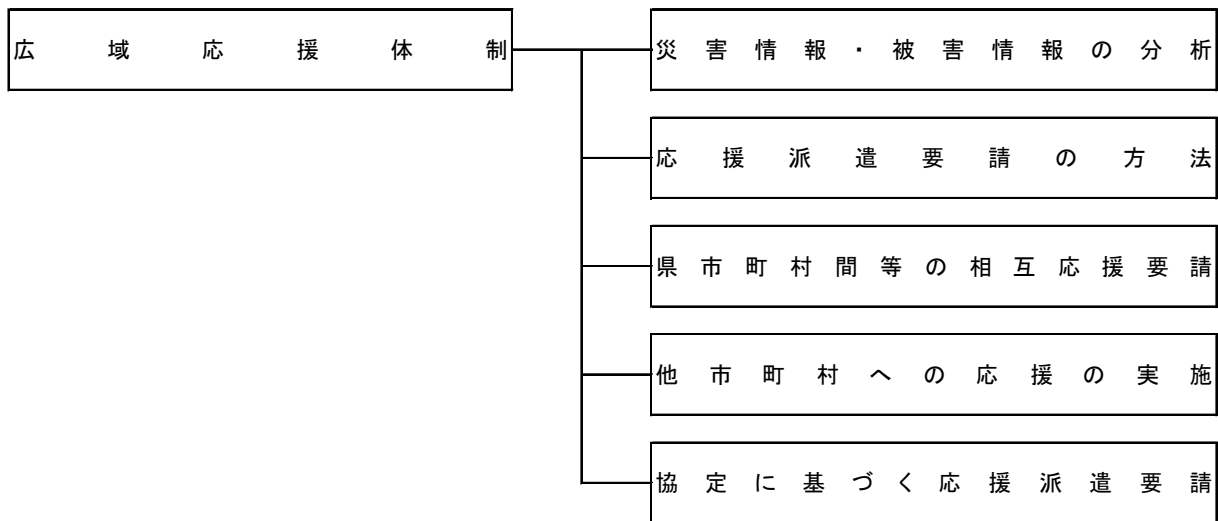 広域応援体制
災害情報・被害情報の分析
応援派遣要請の方法
県市町村間等の相互応援要請
他市町村への応援の実施
協定に基づく応援派遣要請